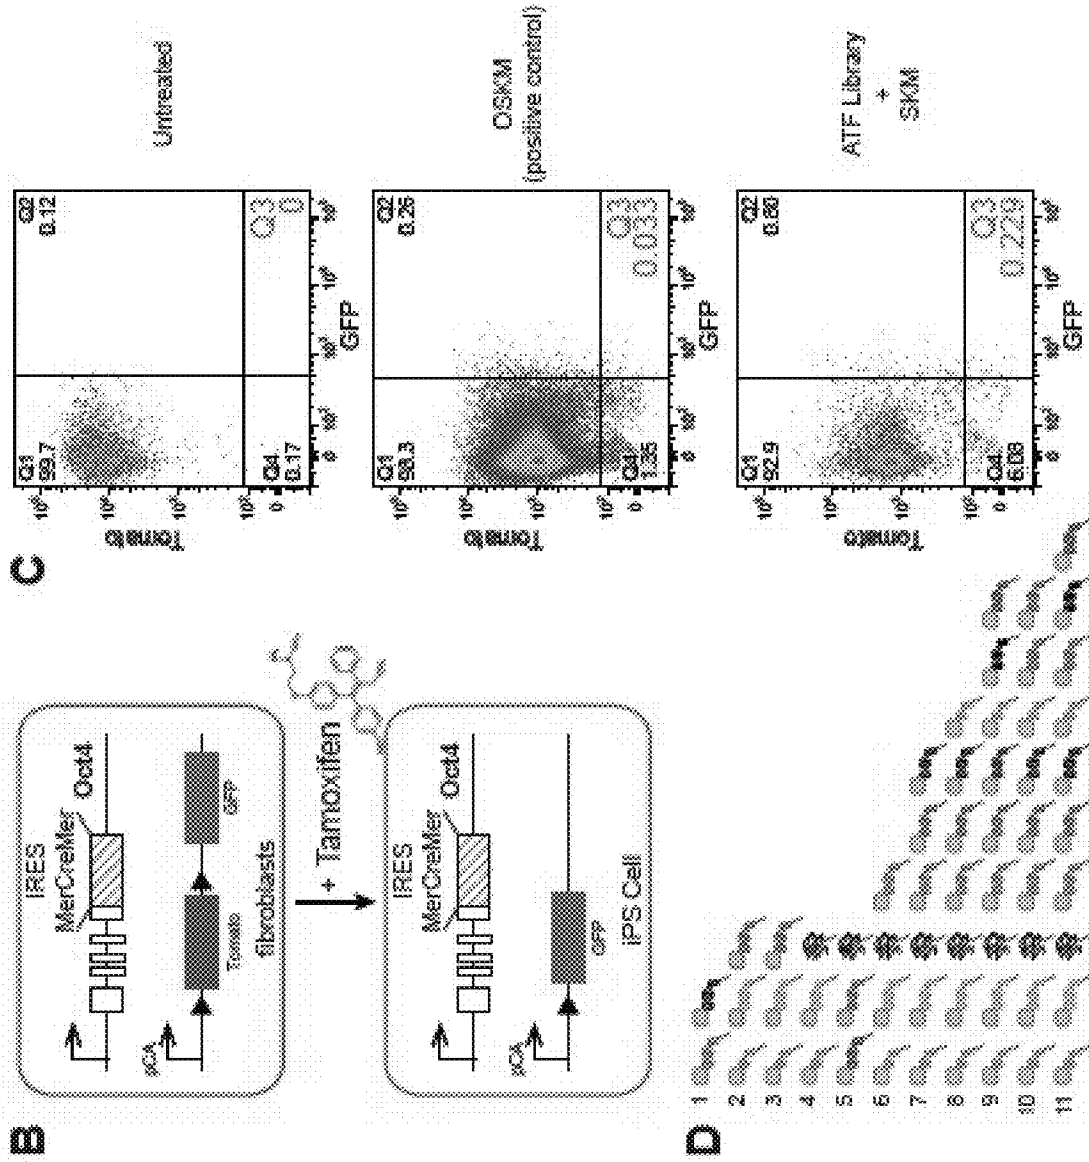 B
IRES
MerCreMer
Oct4
pCA
Tomato
GFP
fibroblasts
+ Tamoxifen
IRES
MerCreMer
Oct4
pCA
GFP
iPS Cell
C
Tomato
Q1
99.7
Q2
0.12
Q3
0
Q4
0.17
0
GFP
Untreated
Tomato
Q1
Q2
0.26
Q3
0.033
Q4
1.35
0
GFP
OSKM
(positive control)
Tomato
Q1
92.9
Q2
Q3
0.229
Q4
6.08
0
GFP
ATF Library
+
SKM
D
1
2
3
4
5
6
7
8
9
10
11